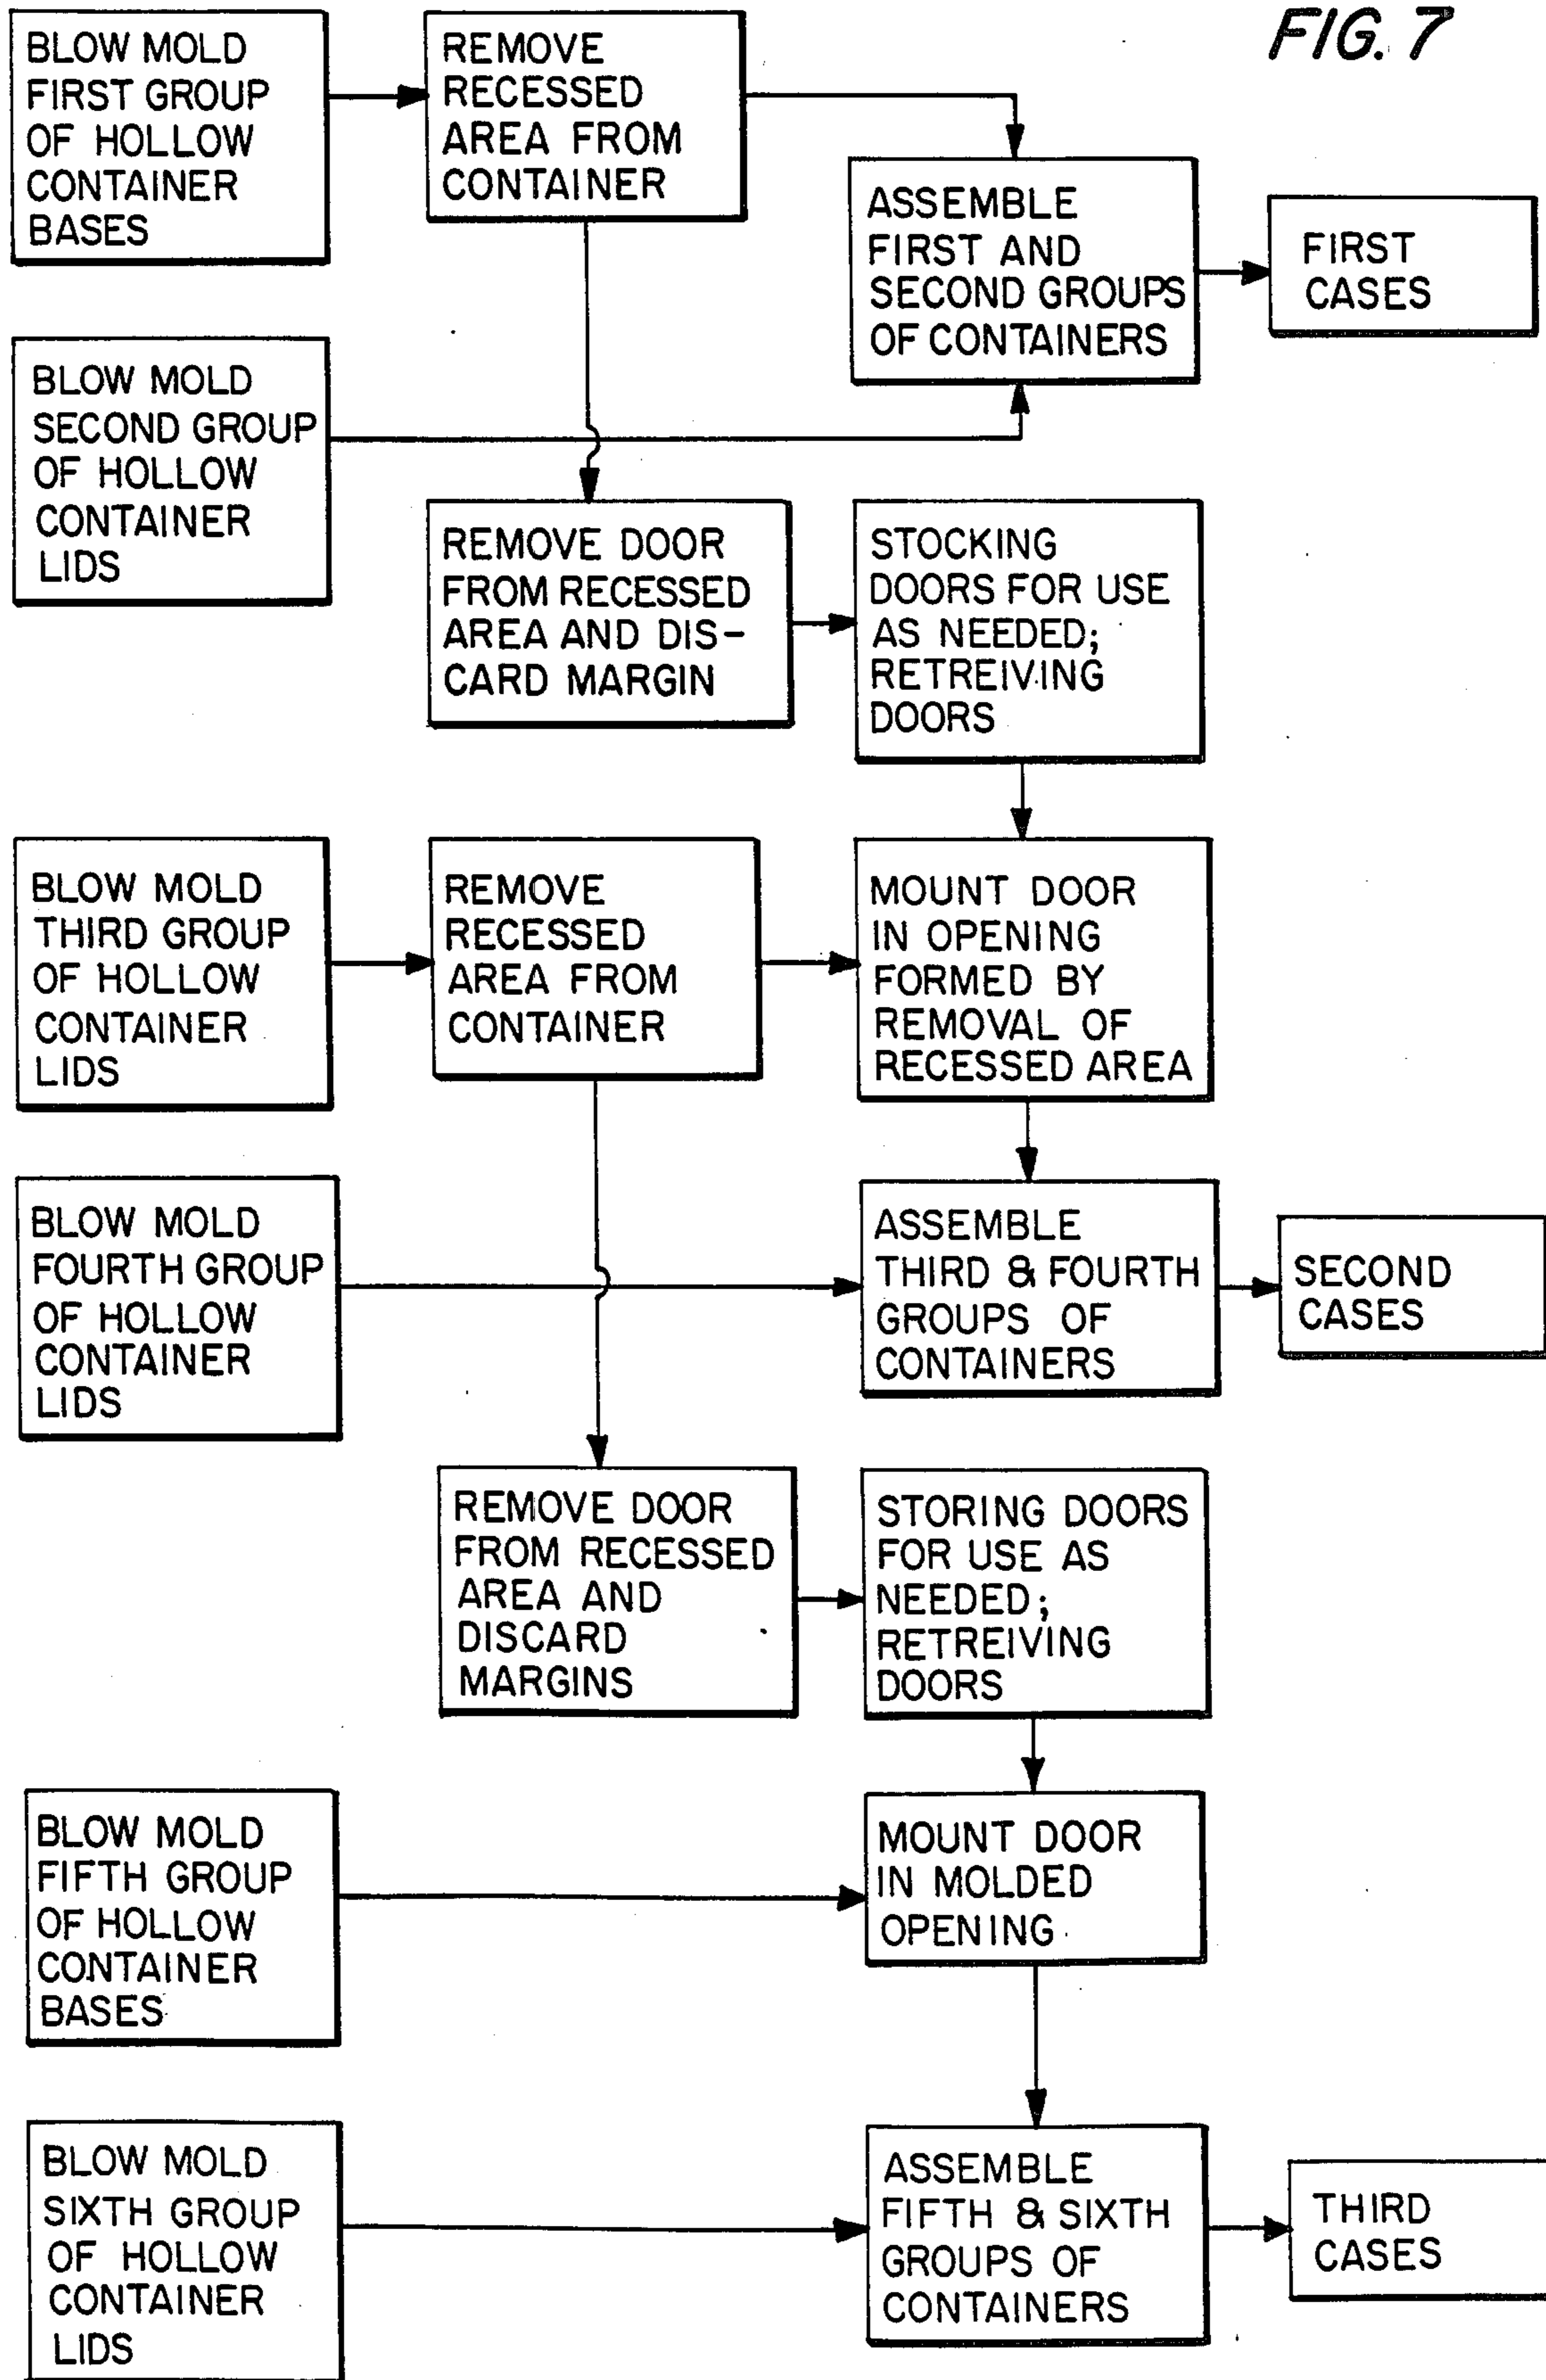 FIG. 7
BLOW MOLD
FIRST GROUP
OF HOLLOW
CONTAINER
BASES
REMOVE
RECESSED
AREA FROM
CONTAINER
ASSEMBLE
FIRST AND
SECOND GROUPS
OF CONTAINERS
FIRST
CASES
BLOW MOLD
SECOND GROUP
OF HOLLOW
CONTAINER
LIDS
REMOVE DOOR
FROM RECESSED
AREA AND DIS-
CARD MARGIN
STOCKING
DOORS FOR USE
AS NEEDED;
RETREIVING
DOORS
BLOW MOLD
THIRD GROUP
OF HOLLOW
CONTAINER
LIDS
REMOVE
RECESSED
AREA FROM
CONTAINER
MOUNT DOOR
IN OPENING
FORMED BY
REMOVAL OF
RECESSED AREA
BLOW MOLD
FOURTH GROUP
OF HOLLOW
CONTAINER
LIDS
ASSEMBLE
THIRD & FOURTH
GROUPS OF
CONTAINERS
SECOND
CASES
REMOVE DOOR
FROM RECESSED
AREA AND
DISCARD
MARGINS
STORING DOORS
FOR USE AS
NEEDED;
RETREIVING
DOORS
BLOW MOLD
FIFTH GROUP
OF HOLLOW
CONTAINER
BASES
MOUNT DOOR
IN MOLDED
OPENING
BLOW MOLD
SIXTH GROUP
OF HOLLOW
CONTAINER
LIDS
ASSEMBLE
FIFTH & SIXTH
GROUPS OF
CONTAINERS
THIRD
CASES